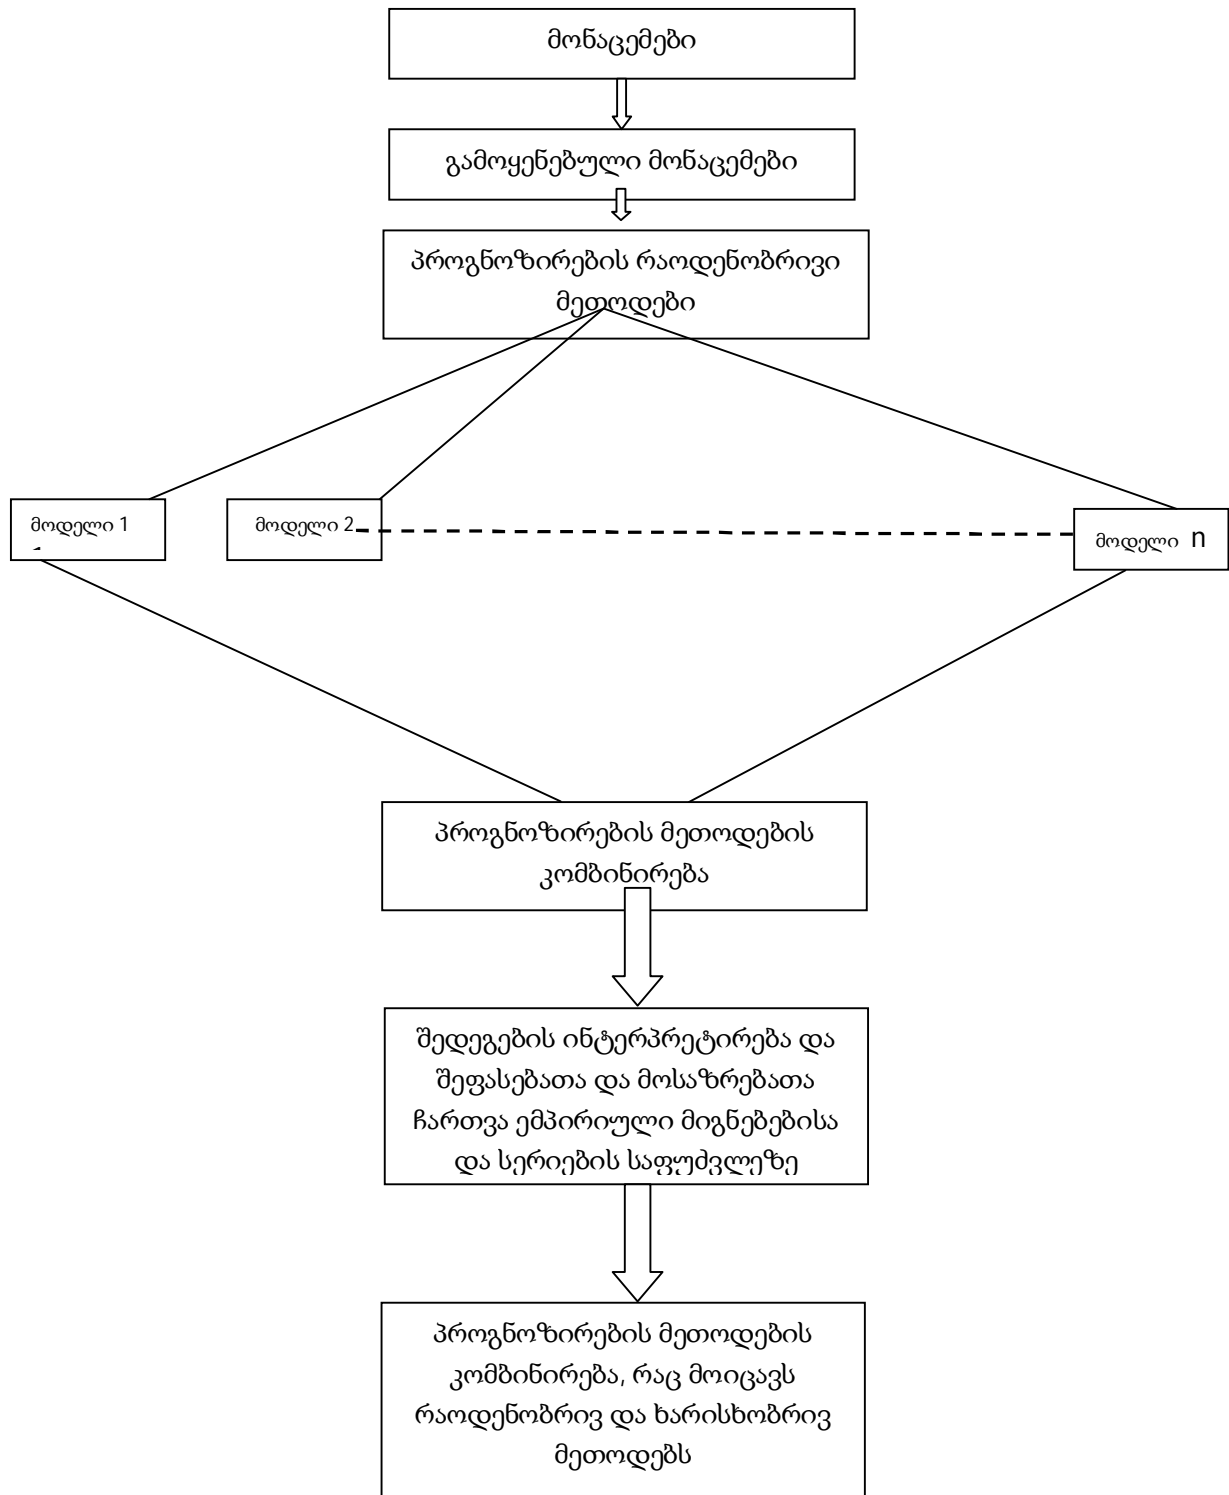 მონაცემები
გამოყენებული მონაცემები
პროგნოზირების რაოდენობრივი
მეთოდები
მოდელი 1
მოდელი 2
მოდელი n
პროგნოზირების მეთოდების
კომბინირება
შედეგების ინტერპრეტირება და
შეფასებათა და მოსაზრებათა
ჩართვა ემპირიული მიგნებებისა
და სერიების საფუძველზე
პროგნოზირების მეთოდების
კომბინირება, რაც მოიცავს
რაოდენობრივ და ხარისხობრივ
მეთოდებს